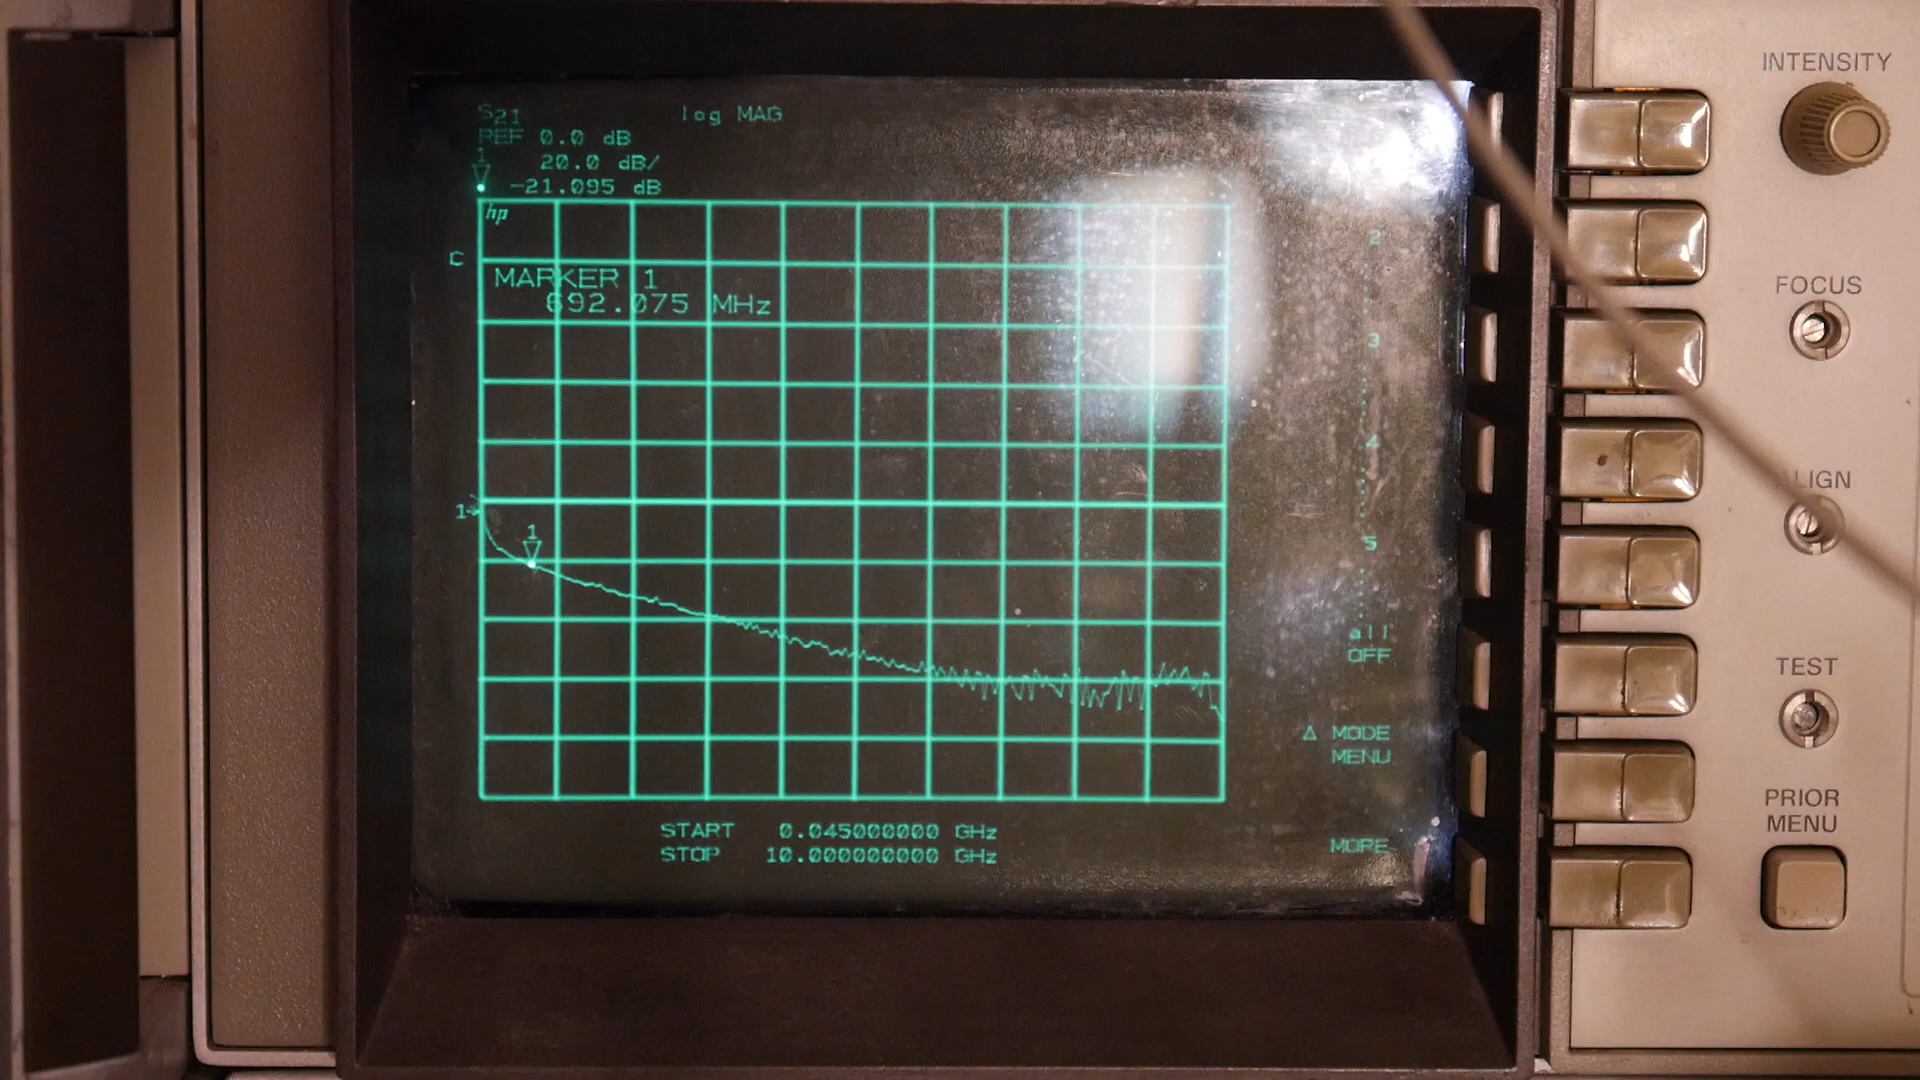 S21 log MAG
REF 0.0 dB
1 20.0 dB/
-21.095 dB
hp
C
MARKER 1
692.075 MHz
1
1
START 0.045000000 GHz
STOP 10.000000000 GHz
2
3
4
5
all
OFF
Δ MODE
MENU
MORE
INTENSITY
FOCUS
ALIGN
TEST
PRIOR
MENU